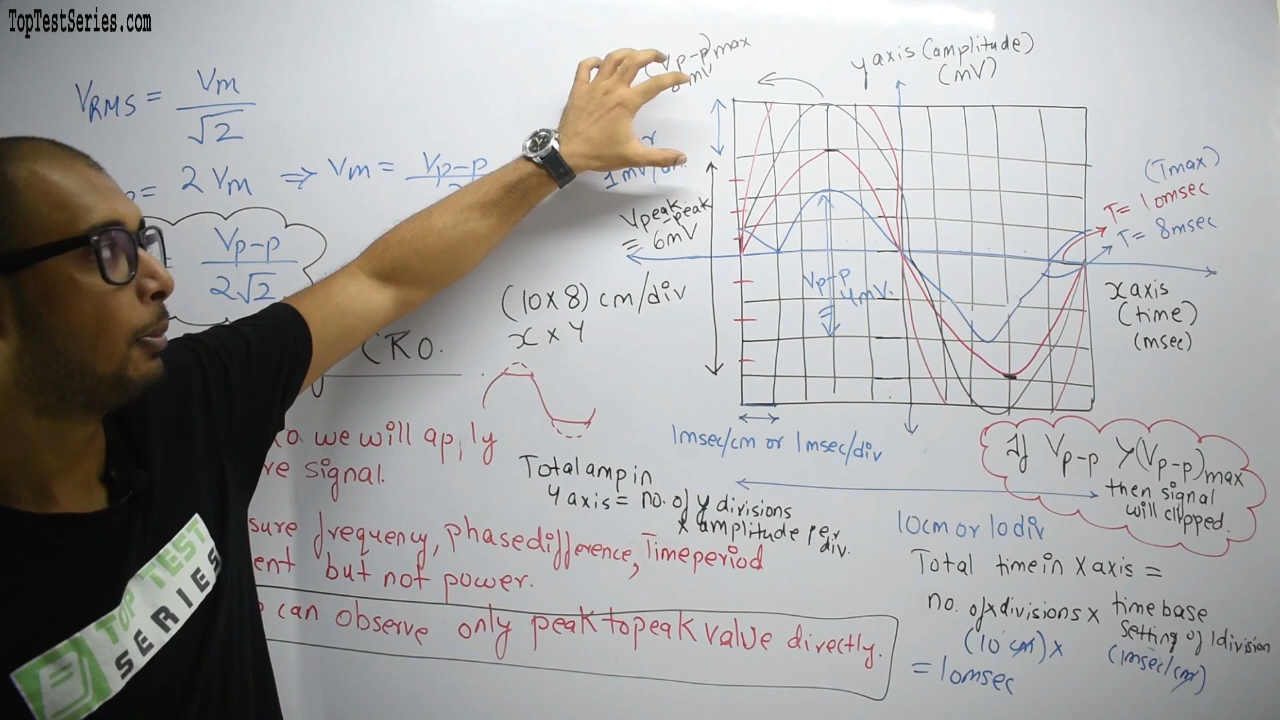 TopTestSeries.com
VRMS = Vm / √2
= 2 Vm ⇒ Vm = Vp-p
Vp-p / 2√2
(Vp-p)max
mV
1mV/
Vpeak peak
= 6mV
y axis (amplitude)
(mV)
(Tmax)
T = 10msec
T = 8msec
x axis
(time)
(msec)
Vp-p
= 4mV.
(10x8) cm/div
x x y
CRO.
we will apply
signal.
1msec/cm or 1msec/div
Total amp in
y axis = no. of y divisions
x amplitude per
div.
If Vp-p > (Vp-p)max
then signal
will clipped.
10cm or 10div
frequency, phase difference, Time period
but not power.
can observe only peak to peak value directly.
Total time in X axis =
no. of x divisions x time base
setting of 1division
(10 cm) x (1msec/cm)
= 10msec
TOP TEST
SERIES